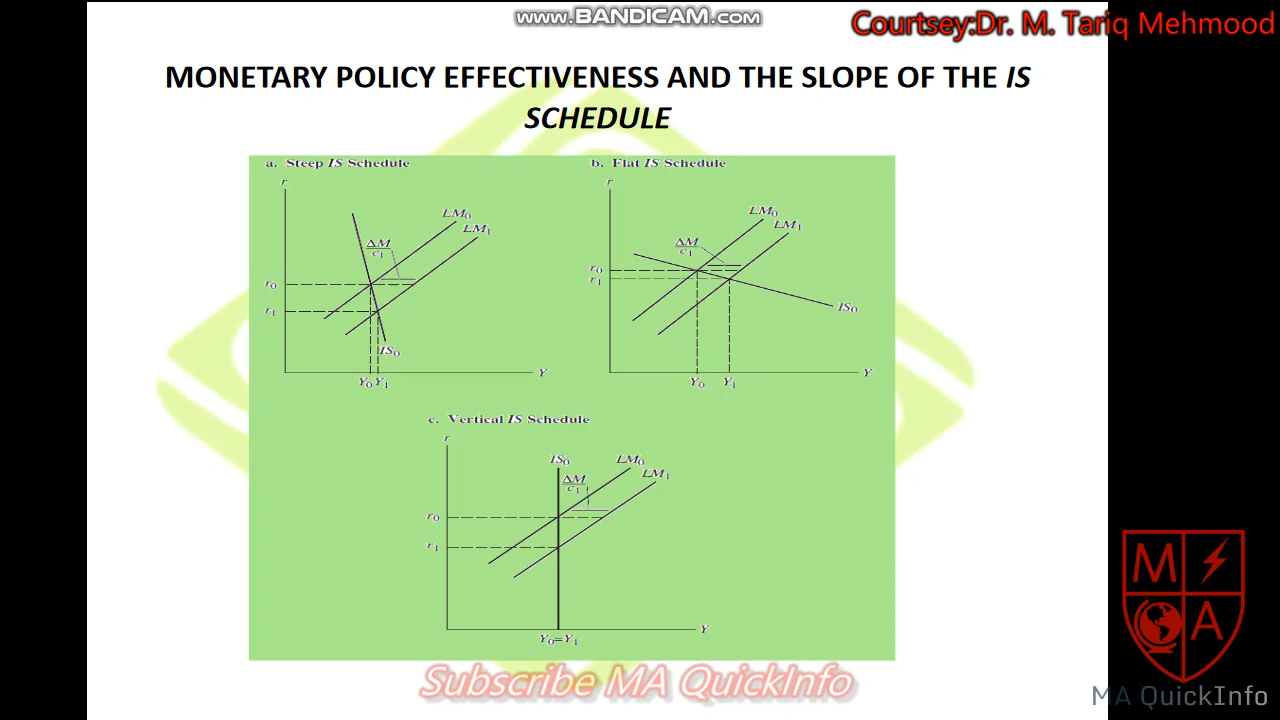 www.BANDICAM.com
Courtsey:Dr. M. Tariq Mehmood
MONETARY POLICY EFFECTIVENESS AND THE SLOPE OF THE IS
SCHEDULE
a. Steep IS Schedule
r
LM₀
LM₁
ΔM
c₁
r₀
r₁
IS₀
Y₀ Y₁
Y
b. Flat IS Schedule
r
LM₀
LM₁
ΔM
c₁
r₀
r₁
IS₀
Y₀
Y₁
Y
c. Vertical IS Schedule
r
IS₀
LM₀
LM₁
ΔM
c₁
r₀
r₁
Y
Y₀=Y₁
Subscribe MA QuickInfo
M
A
MA QuickInfo